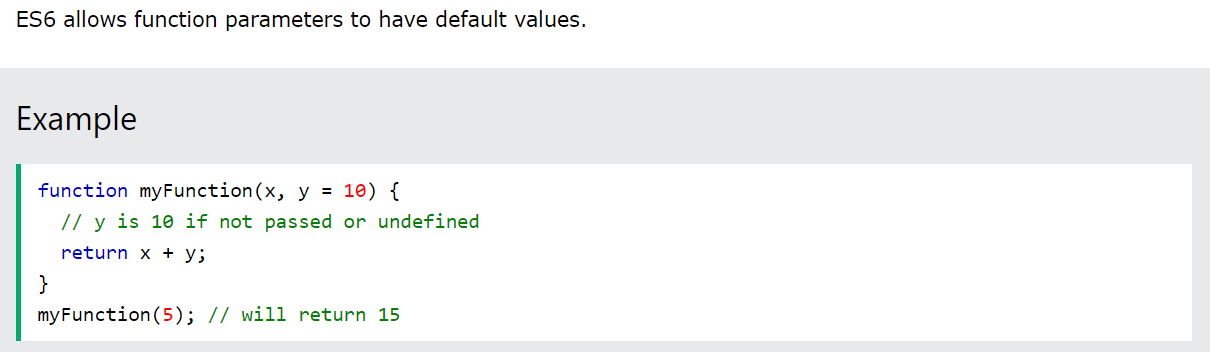 ES6 allows function parameters to have default values.
Example
function myFunction(x, y = 10) {
  // y is 10 if not passed or undefined
  return x + y;
}
myFunction(5); // will return 15